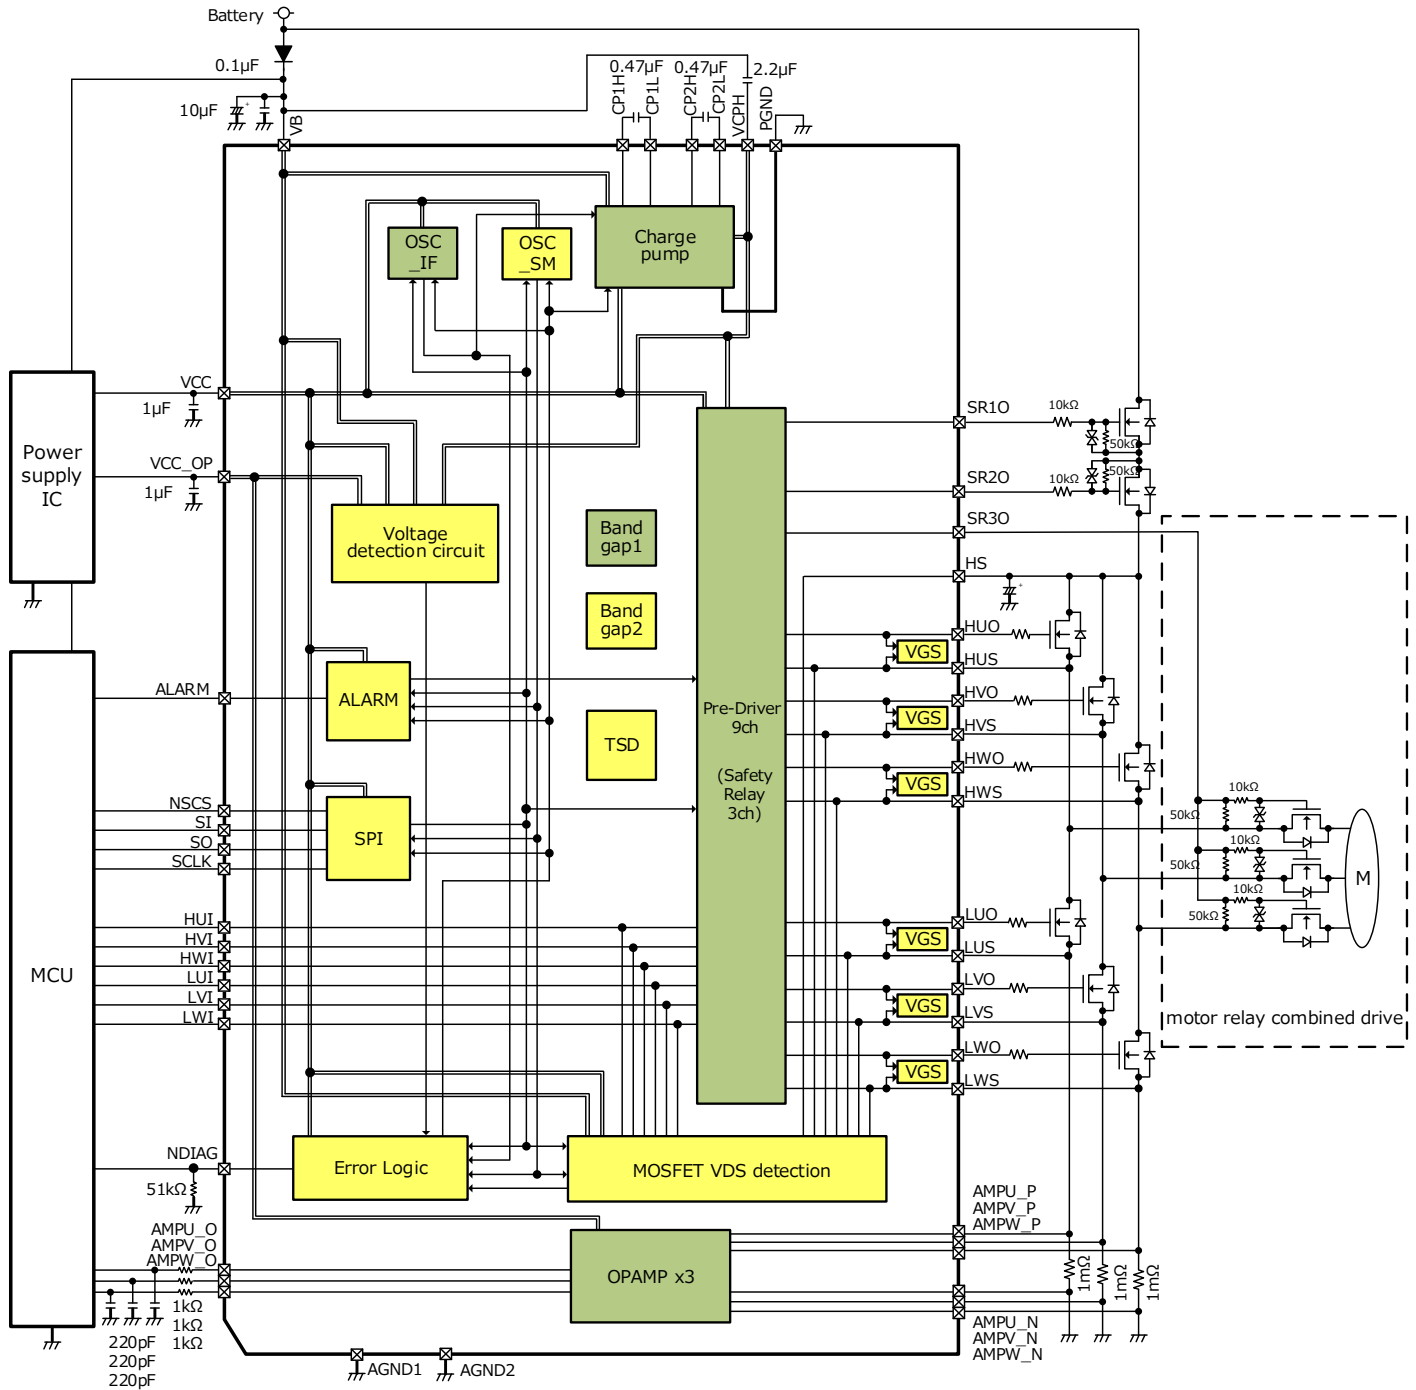 Battery
0.1μF
10μF
VB
0.47μF
0.47μF
2.2μF
CP1H
CP1L
CP2H
CP2L
VCPH
PGND
OSC
_IF
OSC
_SM
Charge
pump
Power
supply
IC
VCC
1μF
VCC_OP
1μF
Voltage
detection circuit
Band
gap1
Band
gap2
TSD
ALARM
ALARM
SPI
NSCS
SI
SO
SCLK
MCU
HUI
HVI
HWI
LUI
LVI
LWI
Pre-Driver
9ch
(Safety
Relay
3ch)
SR1O
10kΩ
50kΩ
SR2O
10kΩ
50kΩ
SR3O
HS
HUO
VGS
HUS
HVO
VGS
HVS
HWO
VGS
HWS
LUO
VGS
LUS
LVO
VGS
LVS
LWO
VGS
LWS
10kΩ
50kΩ
10kΩ
50kΩ
10kΩ
50kΩ
M
motor relay combined drive
NDIAG
51kΩ
Error Logic
MOSFET VDS detection
AMPU_O
AMPV_O
AMPW_O
1kΩ
1kΩ
1kΩ
220pF
220pF
220pF
OPAMP x3
AMPU_P
AMPV_P
AMPW_P
1mΩ
1mΩ
1mΩ
AMPU_N
AMPV_N
AMPW_N
AGND1
AGND2